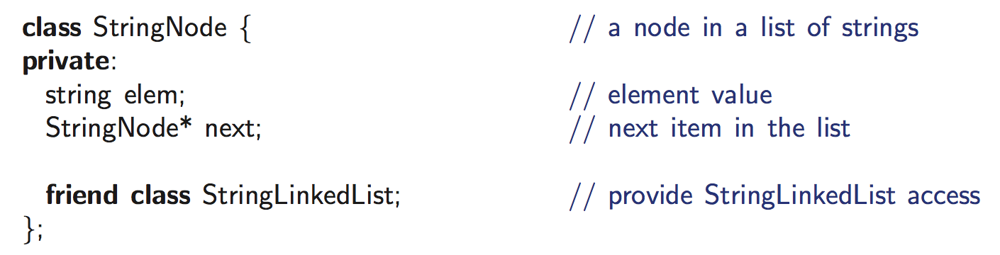 class StringNode { // a node in a list of strings
private:
string elem; // element value
StringNode* next; // next item in the list
friend class StringLinkedList; // provide StringLinkedList access
};